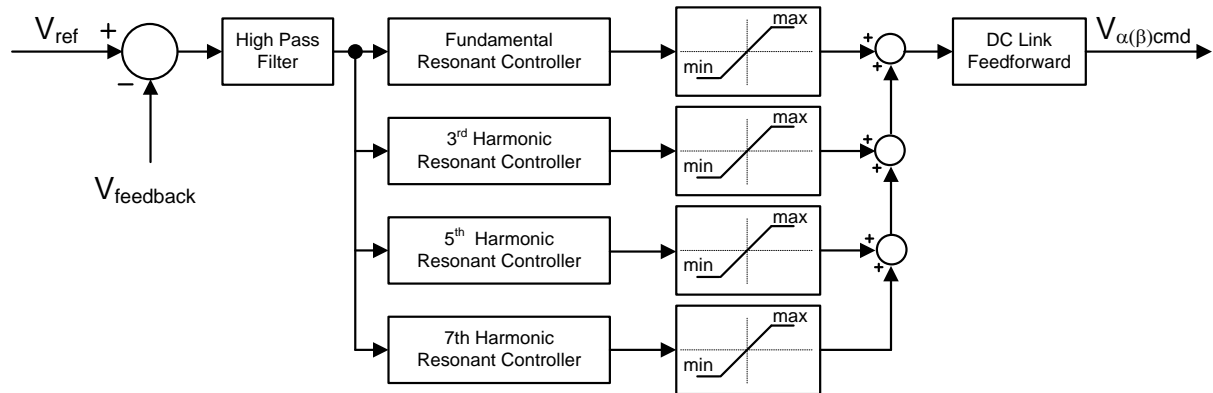 V_ref
+
−
V_feedback
High Pass
Filter
Fundamental
Resonant Controller
max
min
+
+
DC Link
Feedforward
V_α(β)cmd
3rd Harmonic
Resonant Controller
max
min
+
+
5th Harmonic
Resonant Controller
max
min
+
+
7th Harmonic
Resonant Controller
max
min